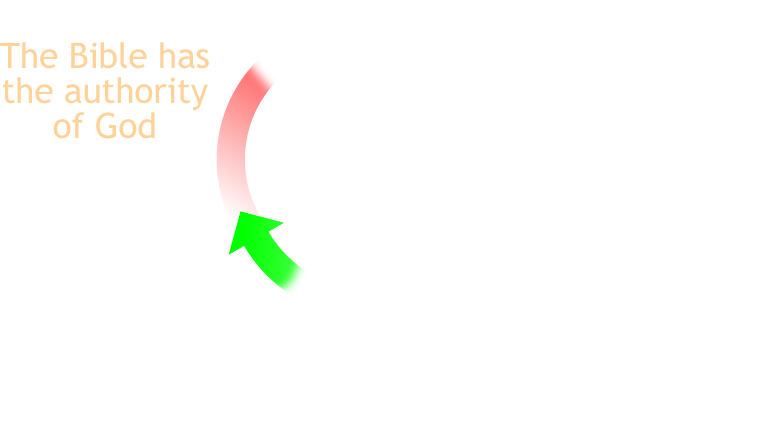 The Bible has
the authority
of God